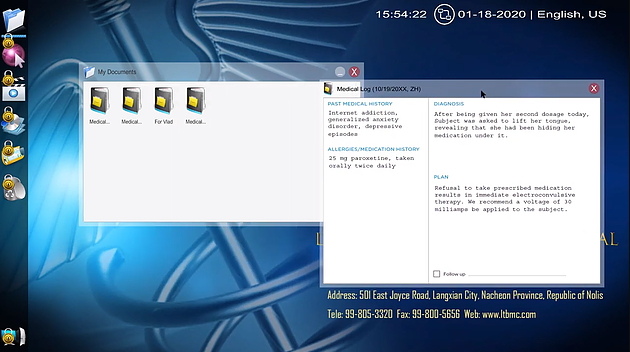 15:54:22 01-18-2020 | English, US
My Documents
Medical...
Medical...
For Vlad
Medical...
Medical Log (10/19/20XX, ZH)
PAST MEDICAL HISTORY
Internet addiction,
generalized anxiety
disorder, depressive
episodes
ALLERGIES/MEDICATION HISTORY
25 mg paroxetine, taken
orally twice daily
DIAGNOSIS
After being given her second dosage today,
Subject was asked to lift her tongue,
revealing that she had been hiding her
medication under it.
PLAN
Refusal to take prescribed medication
results in immediate electroconvulsive
therapy. We recommend a voltage of 30
milliamps be applied to the subject.
Follow up
L AL
Address: 501 East Joyce Road, Langxian City, Nacheon Province, Republic of Nolis
Tele: 99-805-3320 Fax: 99-800-5656 Web: www.ltbmc.com